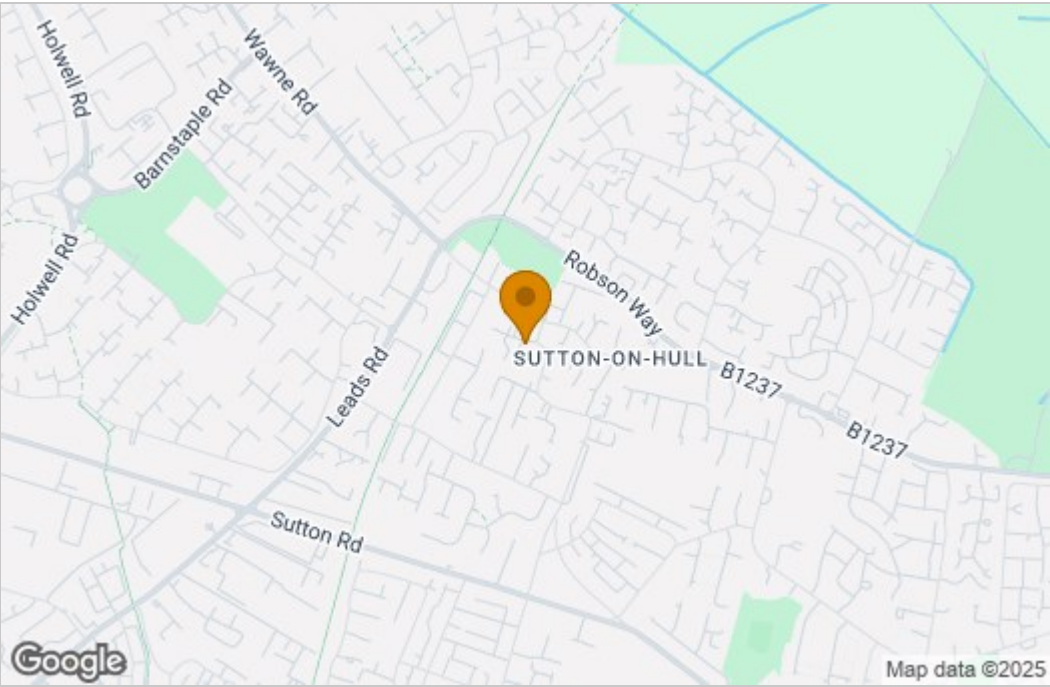 Holwell Rd
Wawne Rd
Barnstaple Rd
Holwell Rd
Robson Way
SUTTON-ON-HULL
B1237
Leads Rd
B1237
Sutton Rd
Google
Map data ©2025